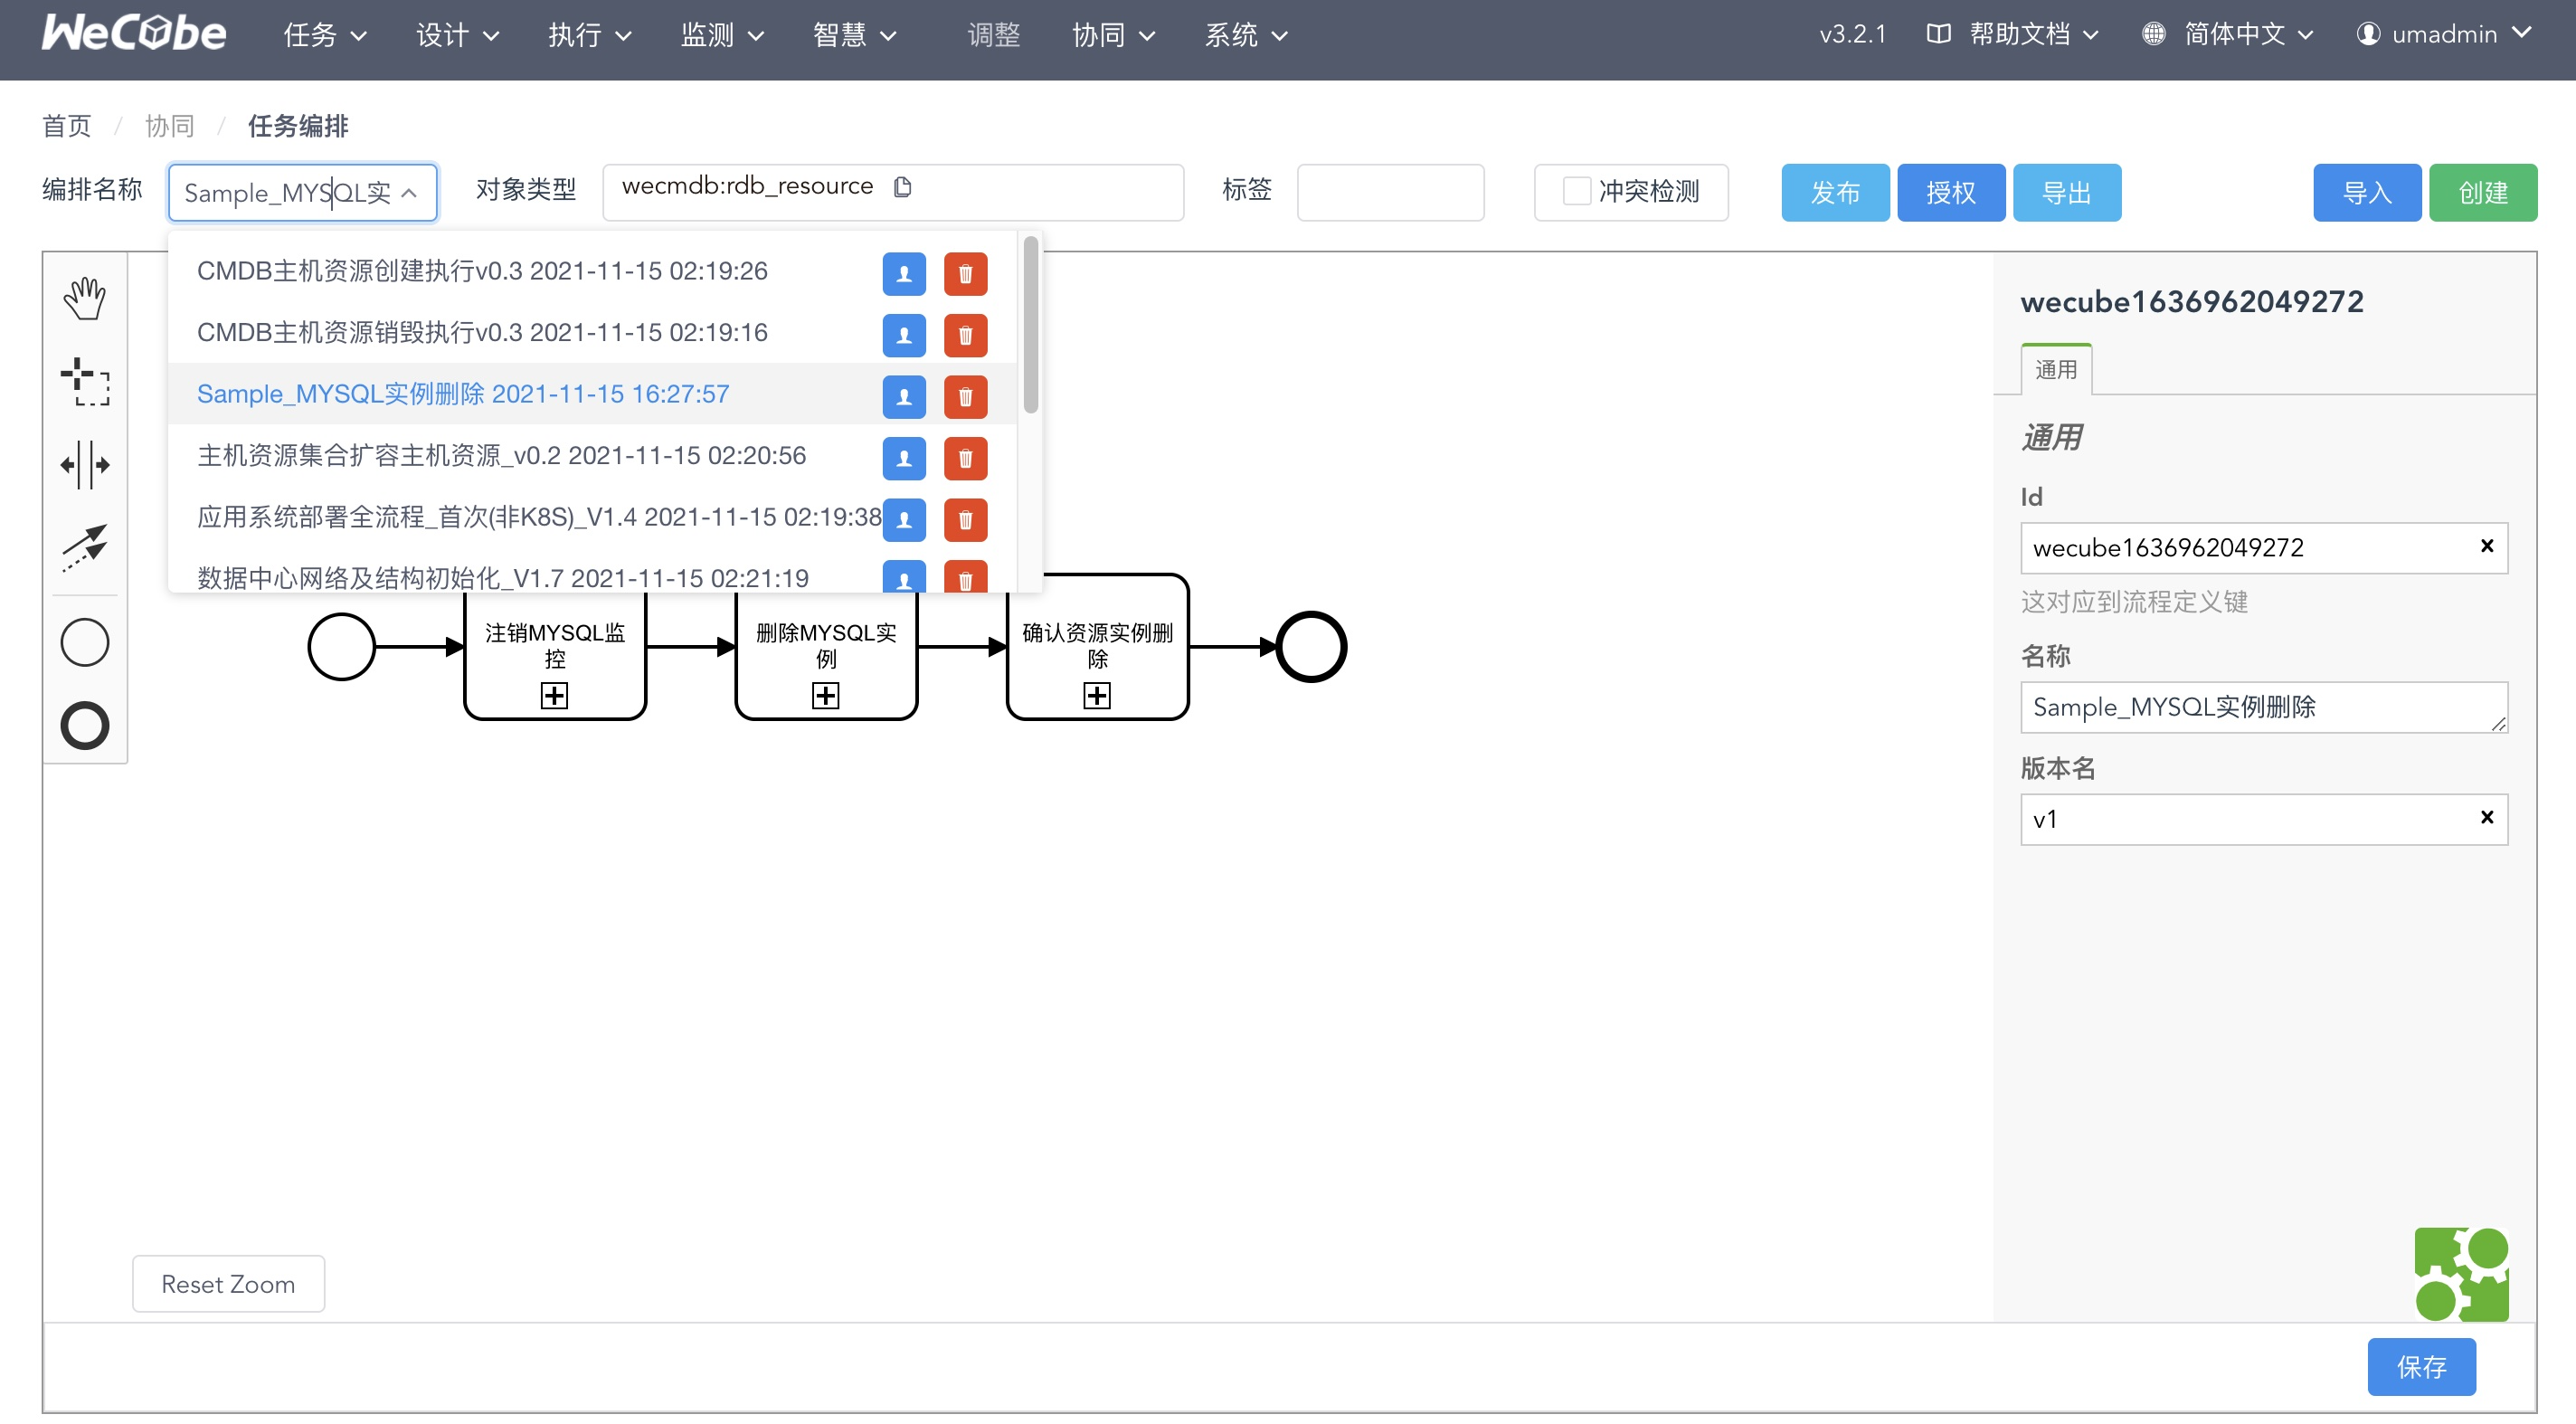 WeCube
任务 设计 执行 监测 智慧 调整 协同 系统 v3.2.1 帮助文档 简体中文 umadmin
首页 / 协同 / 任务编排
编排名称 Sample_MYSQL实 对象类型 wecmdb:rdb_resource 标签 冲突检测 发布 授权 导出 导入 创建
CMDB主机资源创建执行v0.3 2021-11-15 02:19:26
CMDB主机资源销毁执行v0.3 2021-11-15 02:19:16
Sample_MYSQL实例删除 2021-11-15 16:27:57
主机资源集合扩容主机资源_v0.2 2021-11-15 02:20:56
应用系统部署全流程_首次(非K8S)_V1.4 2021-11-15 02:19:38
数据中心网络及结构初始化_V1.7 2021-11-15 02:21:19
注销MYSQL监
控
删除MYSQL实
例
确认资源实例删
除
wecube1636962049272
通用
通用
Id
wecube1636962049272
这对应到流程定义键
名称
Sample_MYSQL实例删除
版本名
v1
Reset Zoom
保存